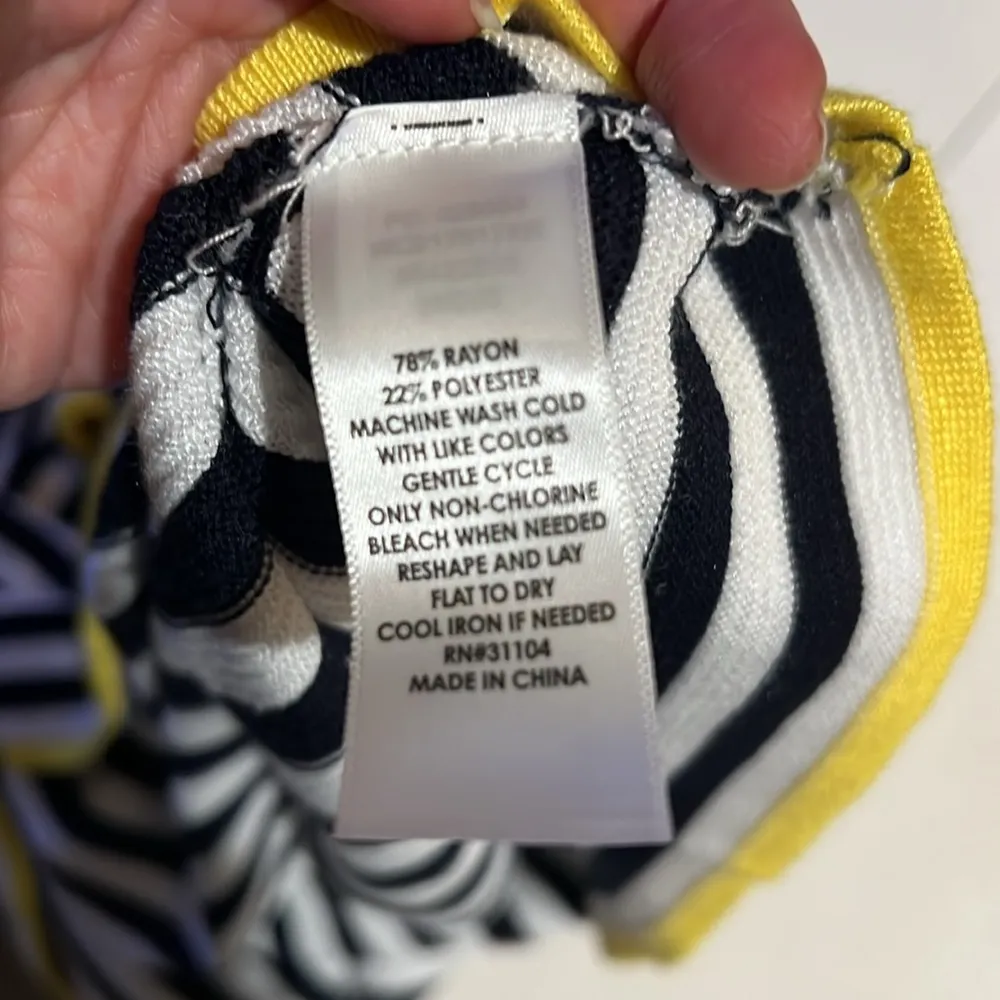 78% RAYON
22% POLYESTER
MACHINE WASH COLD
WITH LIKE COLORS
GENTLE CYCLE
ONLY NON-CHLORINE
BLEACH WHEN NEEDED
RESHAPE AND LAY
FLAT TO DRY
COOL IRON IF NEEDED
RN#31104
MADE IN CHINA